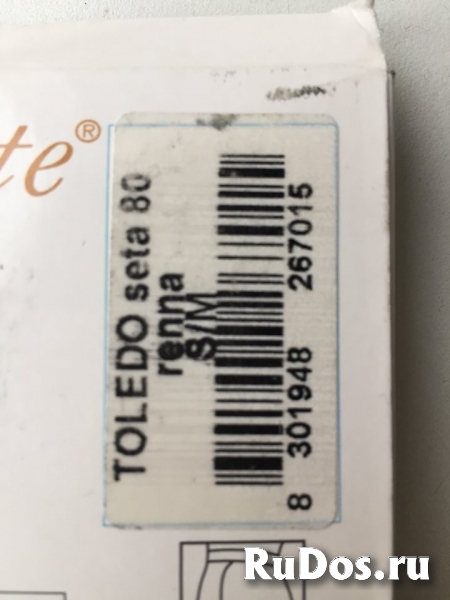 te®
TOLEDO seta 80
renna
S/M
8 301948 267015
RuDos.ru